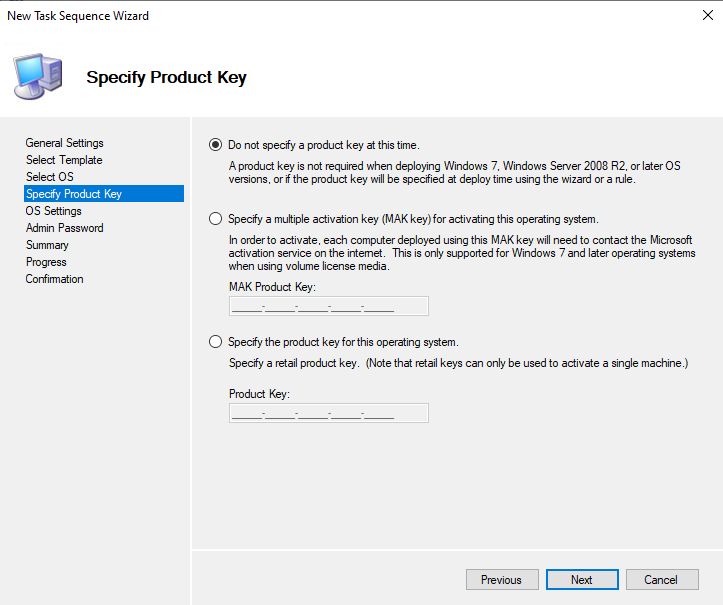 New Task Sequence Wizard
Specify Product Key
General Settings
Select Template
Select OS
Specify Product Key
OS Settings
Admin Password
Summary
Progress
Confirmation
Do not specify a product key at this time.
A product key is not required when deploying Windows 7, Windows Server 2008 R2, or later OS
versions, or if the product key will be specified at deploy time using the wizard or a rule.
Specify a multiple activation key (MAK key) for activating this operating system.
In order to activate, each computer deployed using this MAK key will need to contact the Microsoft
activation service on the internet.  This is only supported for Windows 7 and later operating systems
when using volume license media.
MAK Product Key:
_____-_____-_____-_____-_____
Specify the product key for this operating system.
Specify a retail product key.  (Note that retail keys can only be used to activate a single machine.)
Product Key:
_____-_____-_____-_____-_____
Previous
Next
Cancel